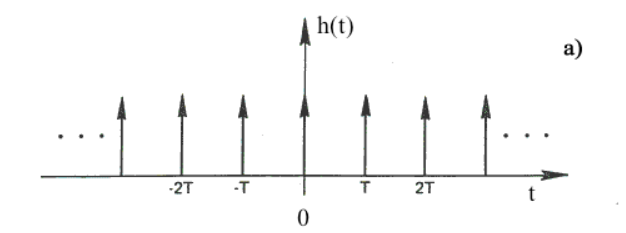 h(t)
a)
. . .
. . .
-2T -T T 2T t
0